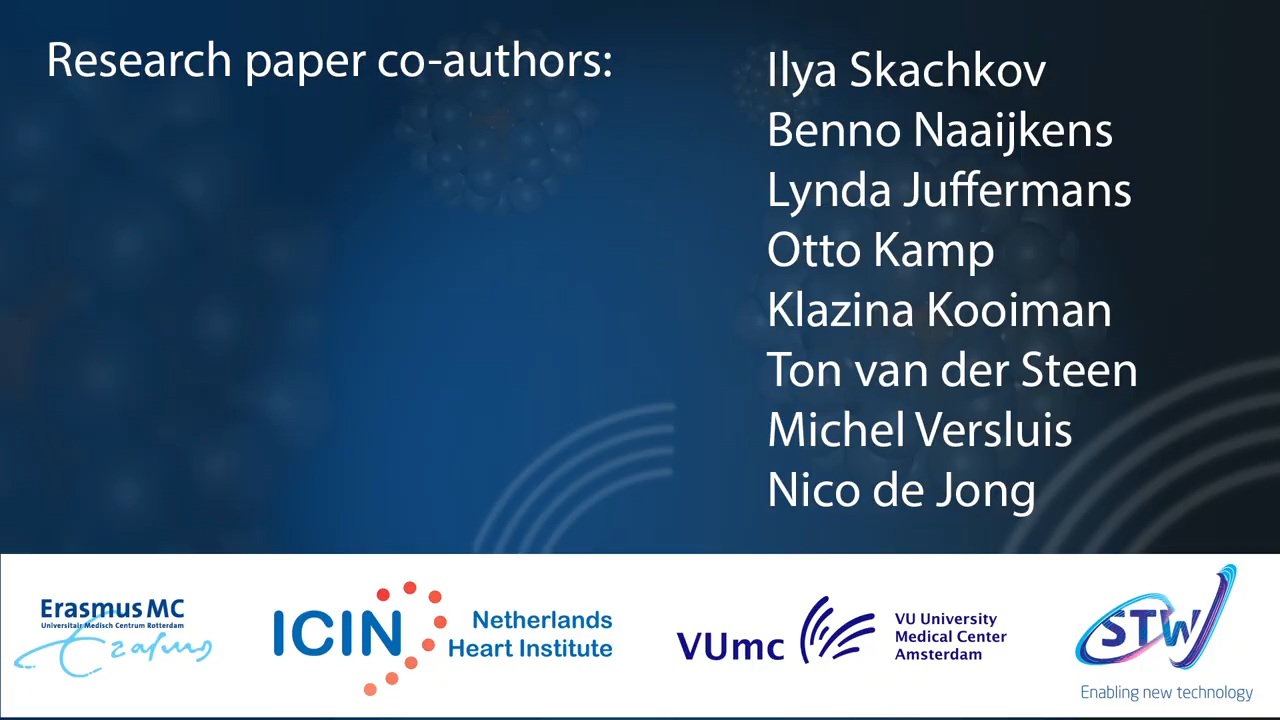 Research paper co-authors:
Ilya Skachkov
Benno Naaijkens
Lynda Juffermans
Otto Kamp
Klazina Kooiman
Ton van der Steen
Michel Versluis
Nico de Jong
Erasmus MC
Universitair Medisch Centrum Rotterdam
Erasmus
ICIN
Netherlands
Heart Institute
VUmc
VU University
Medical Center
Amsterdam
STW
Enabling new technology